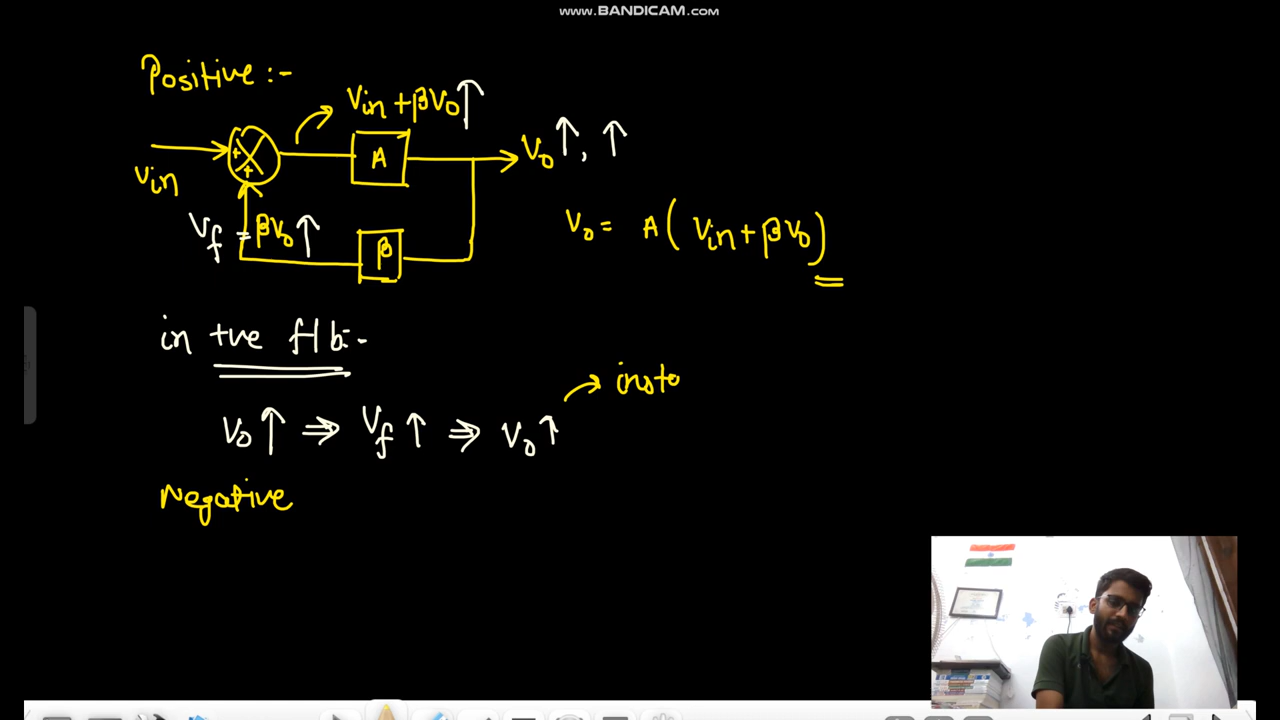 www.BANDICAM.com
Positive :-
Vin + βVo ↑
Vin
+
+
A
Vo ↑, ↑
Vf = βVo ↑
β
Vo = A(Vin + βVo)
in +ve f/b :-
Vo ↑ ⇒ Vf ↑ ⇒ Vo ↑
insta
Negative